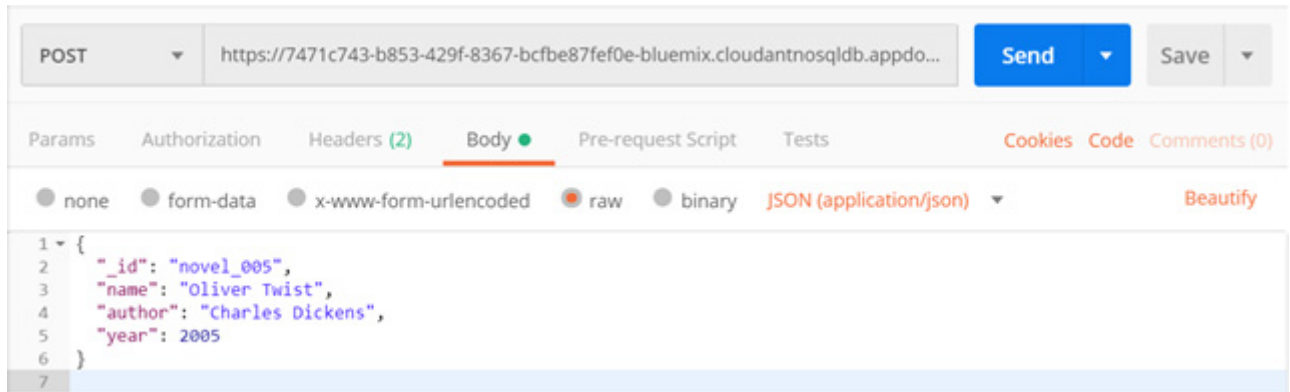 POST https://7471c743-b853-429f-8367-bcfbe87fef0e-bluemix.cloudantnosqldb.appdo... Send Save
Params Authorization Headers (2) Body Pre-request Script Tests Cookies Code Comments (0)
none form-data x-www-form-urlencoded raw binary JSON (application/json) Beautify
1 {
2 "_id": "novel_005",
3 "name": "Oliver Twist",
4 "author": "Charles Dickens",
5 "year": 2005
6 }
7